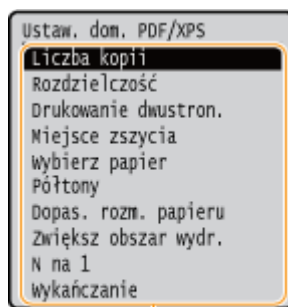 Ustaw. dom. PDF/XPS
Liczba kopii
Rozdzielczość
Drukowanie dwustron.
Miejsce zszycia
Wybierz papier
Półtony
Dopas. rozm. papieru
Zwiększ obszar wydr.
N na 1
Wykańczanie